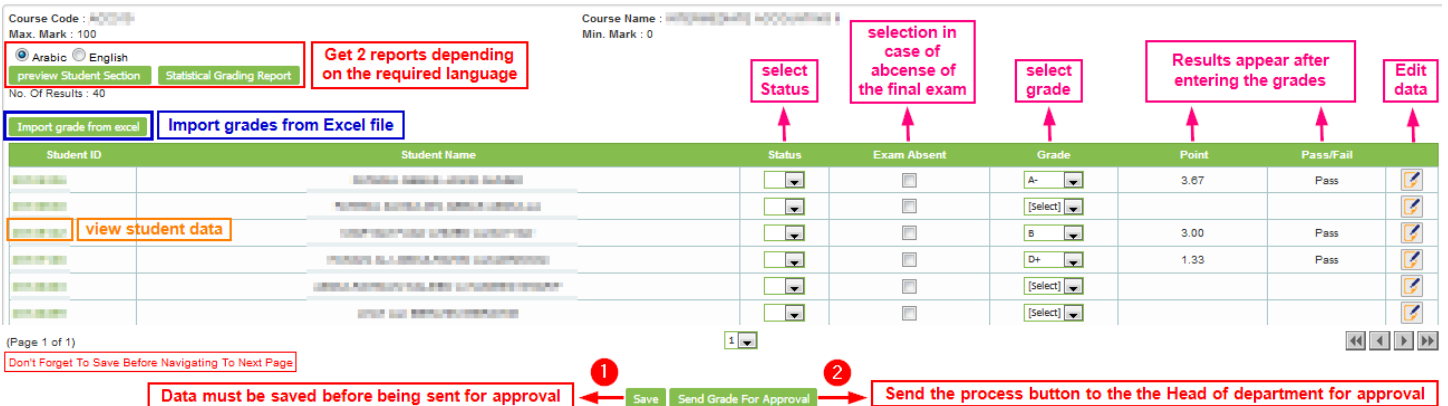 Course Code :
Course Name :
Max. Mark : 100
Min. Mark : 0
Arabic English
preview Student Section Statistical Grading Report
Get 2 reports depending
on the required language
No. Of Results : 40
Import grade from excel
Import grades from Excel file
select
Status
selection in
case of
abcense of
the final exam
select
grade
Results appear after
entering the grades
Edit
data
Student ID Student Name Status Exam Absent Grade Point Pass/Fail
A- 3.67 Pass
[Select]
view student data
B 3.00 Pass
D+ 1.33 Pass
[Select]
[Select]
(Page 1 of 1)
1
Don't Forget To Save Before Navigating To Next Page
1
2
Data must be saved before being sent for approval
Save Send Grade For Approval
Send the process button to the the Head of department for approval